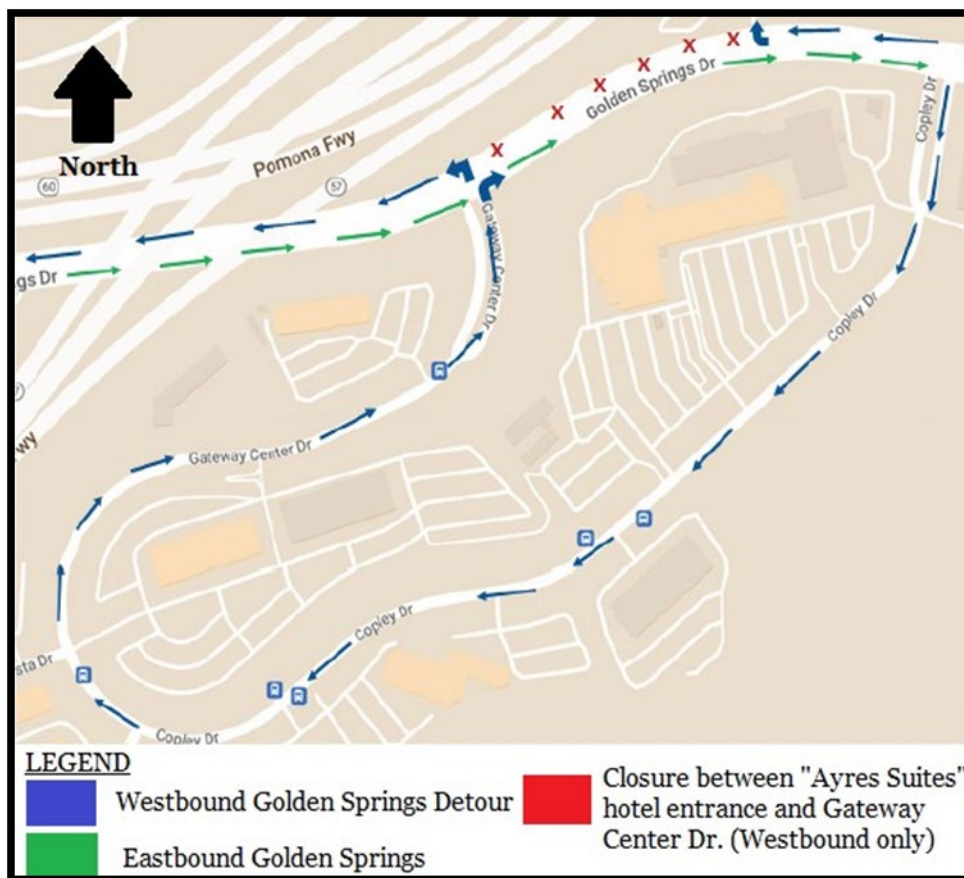 North
Pomona Fwy
60
57
Golden Springs Dr
Copley Dr
gs Dr
Gateway Center Dr
Copley Dr
wy
Gateway Center Dr
Copley Dr
sta Dr
Copley Dr
LEGEND
Westbound Golden Springs Detour
Eastbound Golden Springs
Closure between "Ayres Suites"
hotel entrance and Gateway
Center Dr. (Westbound only)